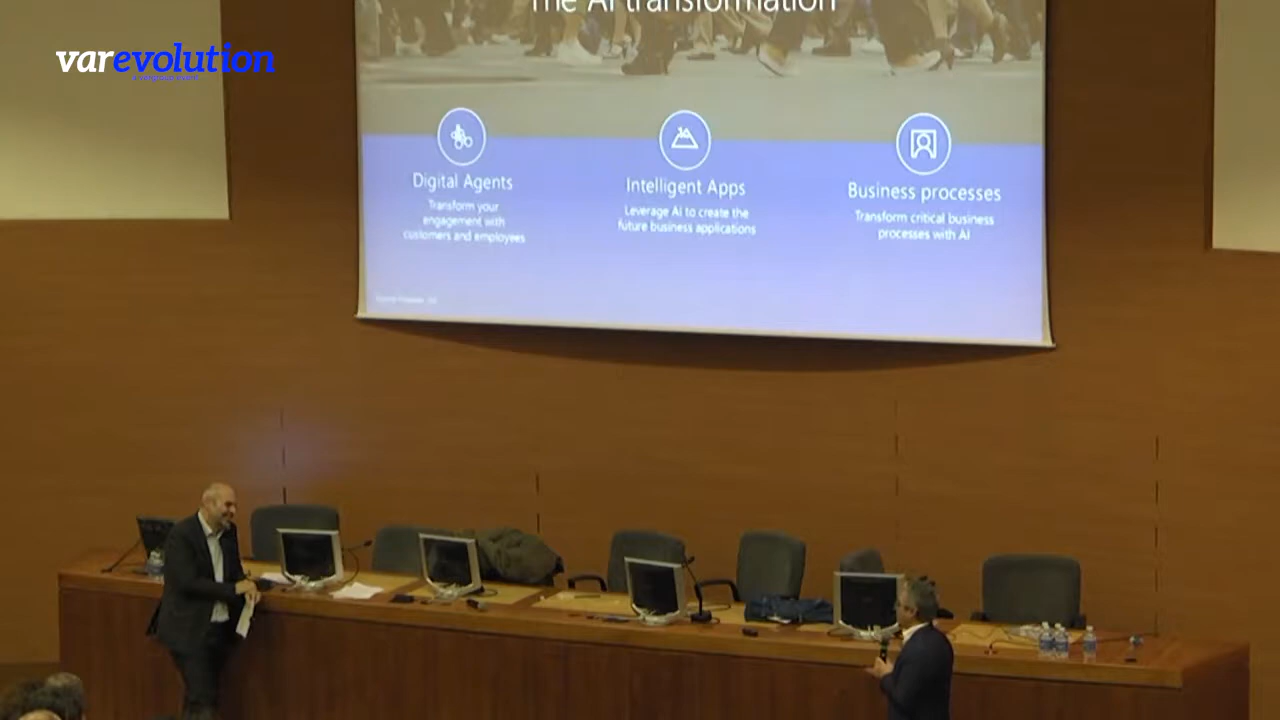 The AI transformation
varevolution
Digital Agents
Transform your
engagement with
customers and employees
Intelligent Apps
Leverage AI to create the
future business applications
Business processes
Transform critical business
processes with AI